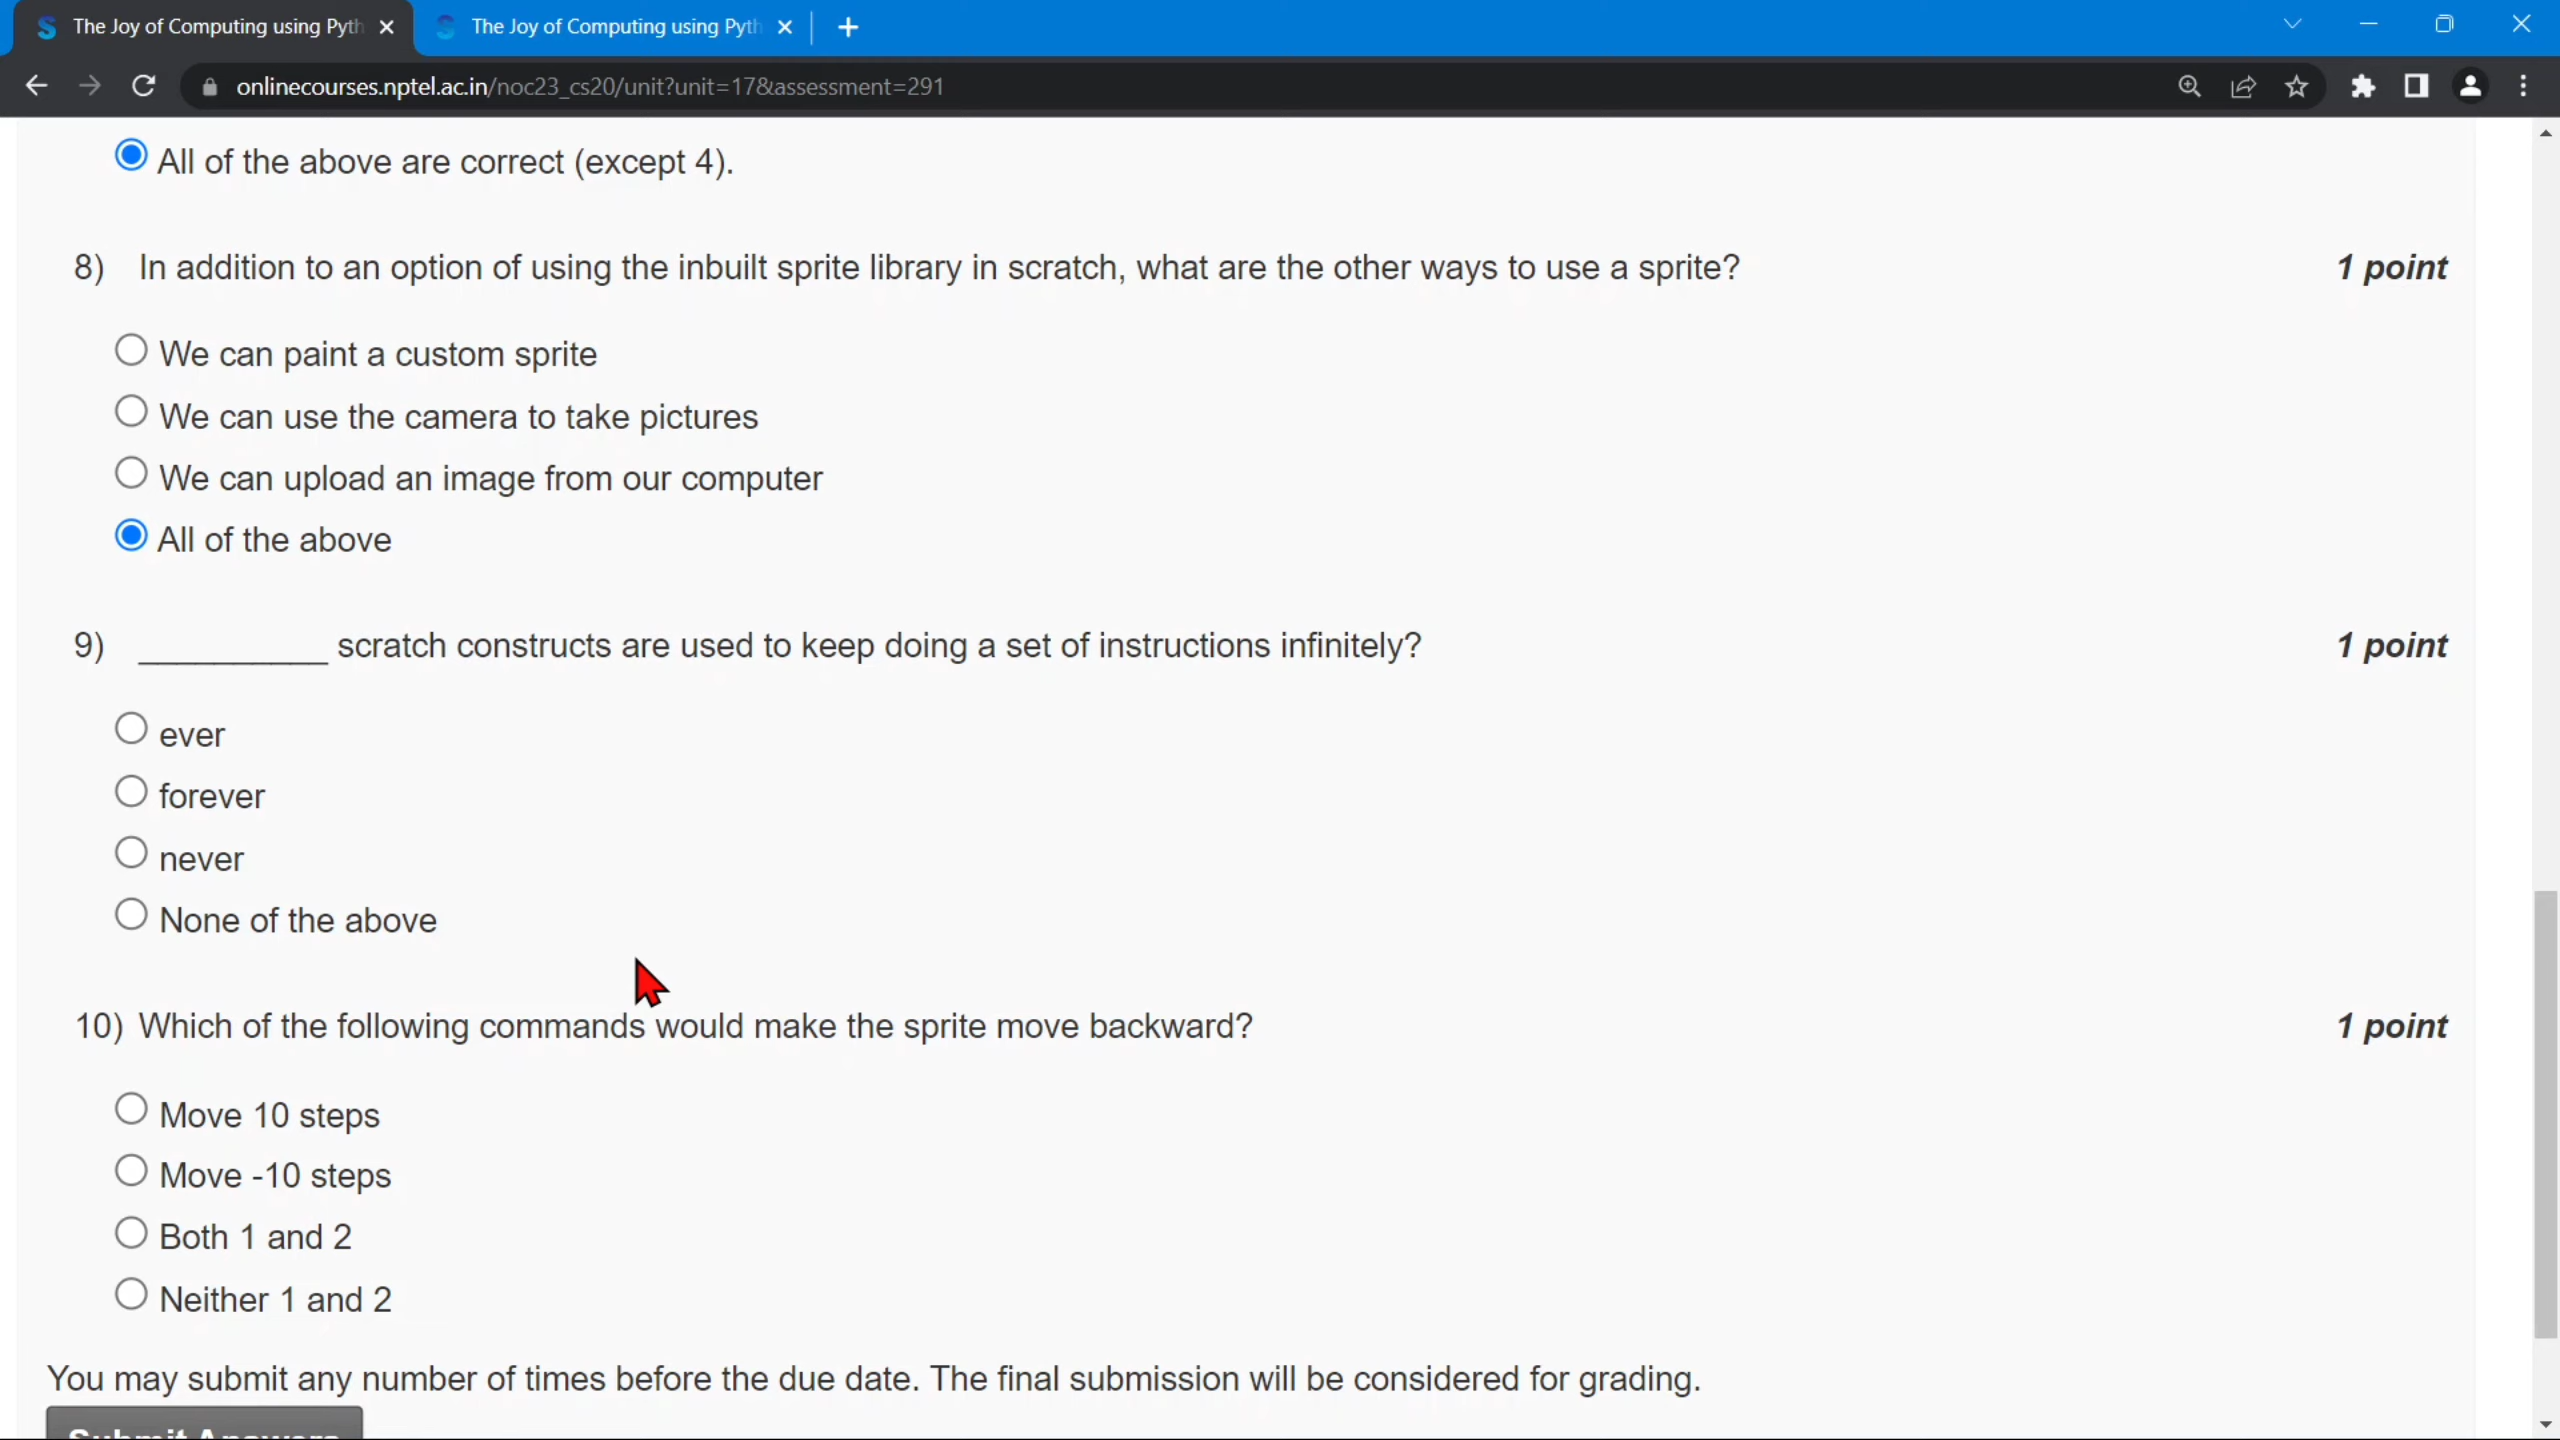 The Joy of Computing using Pyth
The Joy of Computing using Pyth
onlinecourses.nptel.ac.in/noc23_cs20/unit?unit=17&assessment=291
All of the above are correct (except 4).
8) In addition to an option of using the inbuilt sprite library in scratch, what are the other ways to use a sprite? 1 point
We can paint a custom sprite
We can use the camera to take pictures
We can upload an image from our computer
All of the above
9) __________ scratch constructs are used to keep doing a set of instructions infinitely? 1 point
ever
forever
never
None of the above
10) Which of the following commands would make the sprite move backward? 1 point
Move 10 steps
Move -10 steps
Both 1 and 2
Neither 1 and 2
You may submit any number of times before the due date. The final submission will be considered for grading.
Submit Answers